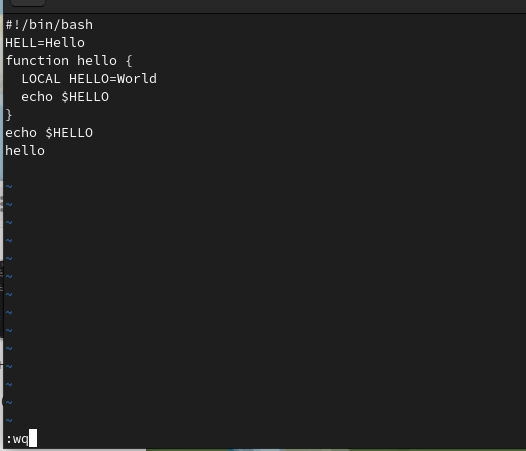 #!/bin/bash
HELL=Hello
function hello {
  LOCAL HELLO=World
  echo $HELLO
}
echo $HELLO
hello
~
~
~
~
~
~
~
~
~
~
~
~
~
~
:wq